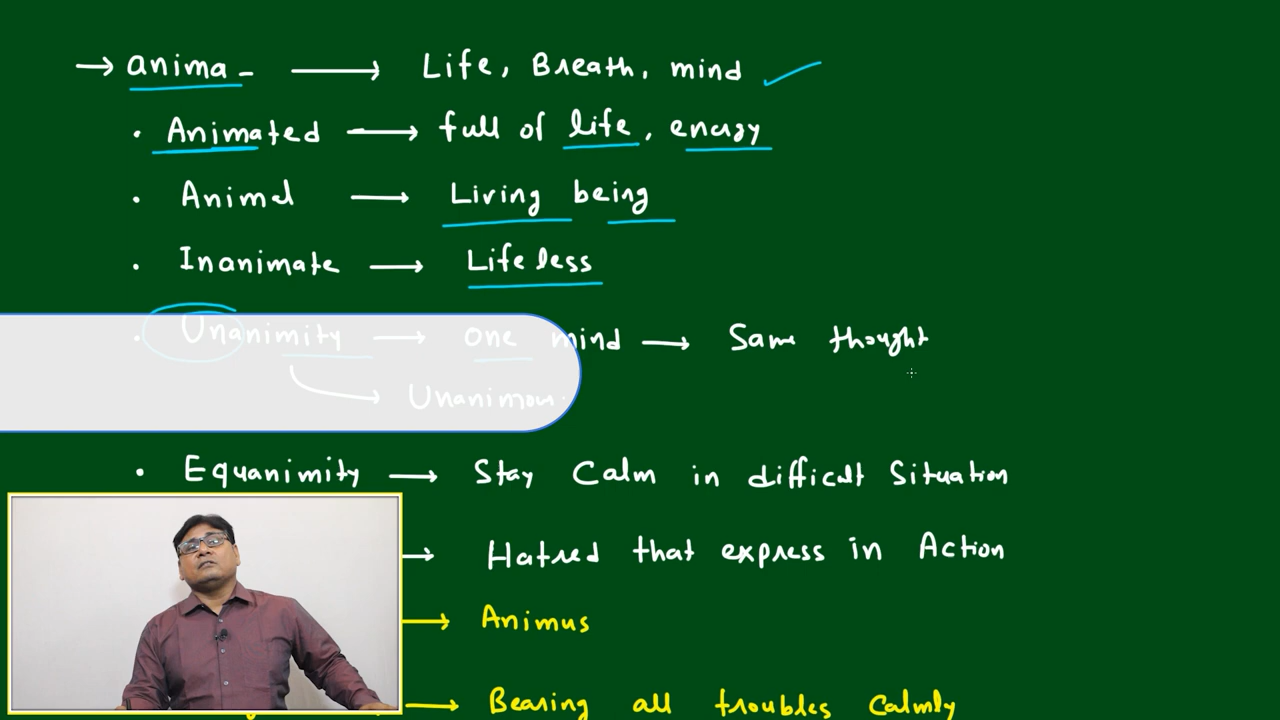 → anima - → Life, Breath, mind ✓
· Animated → full of life, energy
· Animal → Living being
· Inanimate → Lifeless
· Unanimity → one mind → Same thought
Unanimous
· Equanimity → Stay Calm in difficult Situation
→ Hatred that express in Action
→ Animus
→ Bearing all troubles Calmly